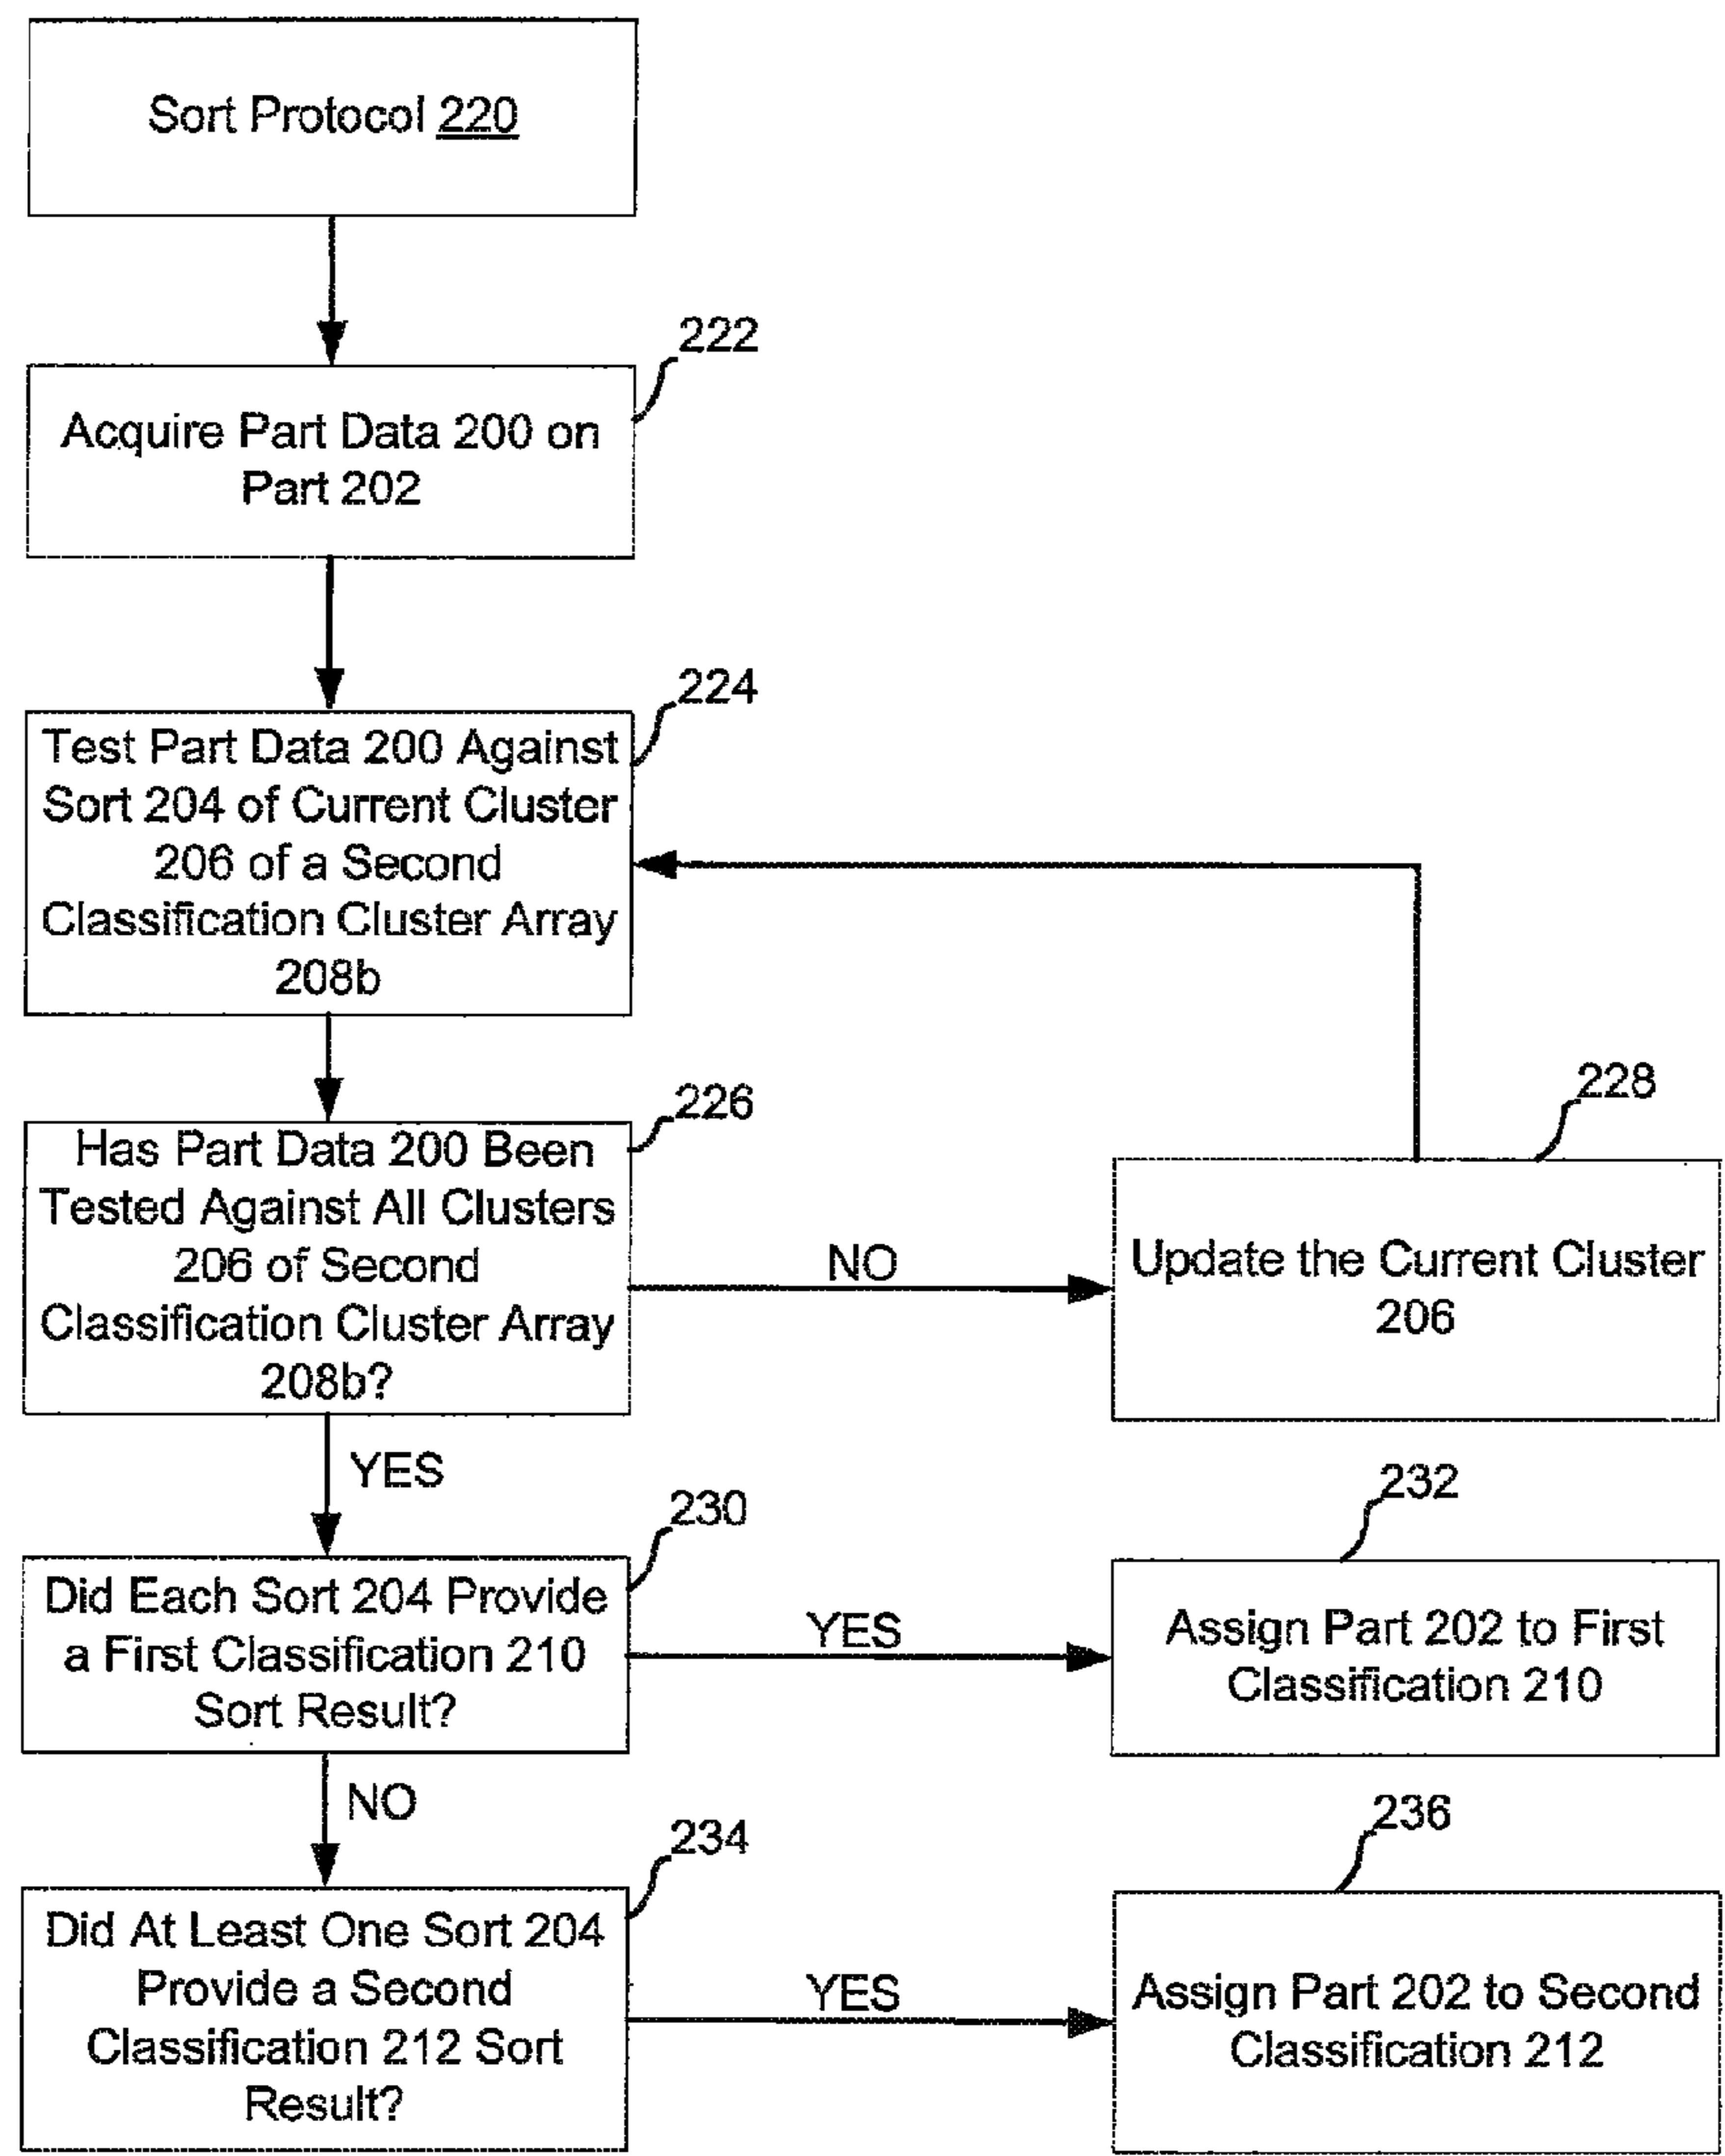 Sort Protocol 220
222
Acquire Part Data 200 on
Part 202
224
Test Part Data 200 Against
Sort 204 of Current Cluster
206 of a Second
Classification Cluster Array
208b
226
Has Part Data 200 Been
Tested Against All Clusters
206 of Second
Classification Cluster Array
208b?
NO
228
Update the Current Cluster
206
YES
230
Did Each Sort 204 Provide
a First Classification 210
Sort Result?
YES
232
Assign Part 202 to First
Classification 210
NO
234
Did At Least One Sort 204
Provide a Second
Classification 212 Sort
Result?
YES
236
Assign Part 202 to Second
Classification 212